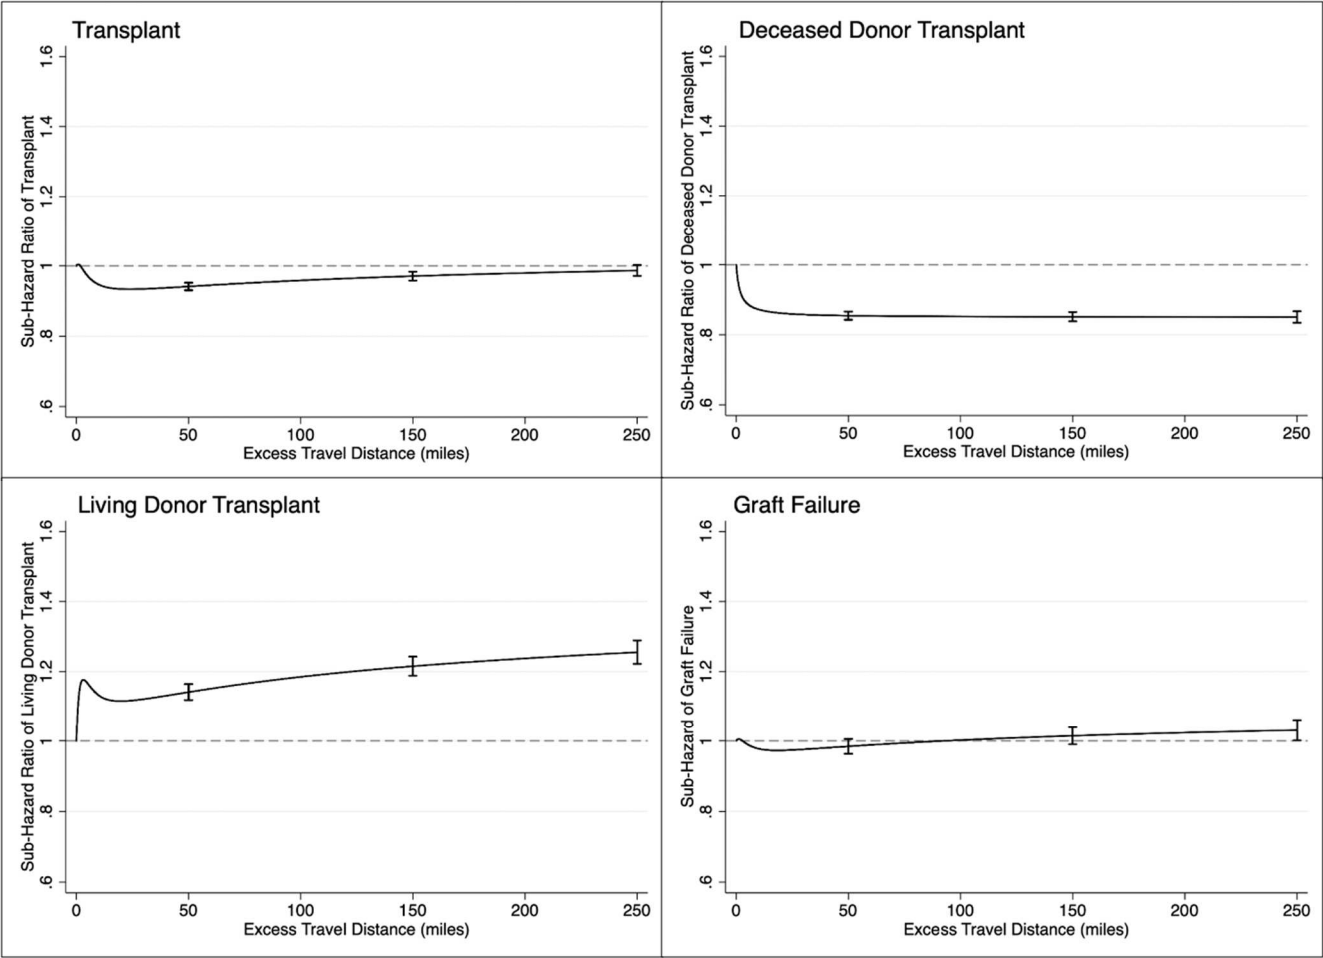 Transplant
Sub-Hazard Ratio of Transplant
1.6
1.4
1.2
1
.8
.6
0 50 100 150 200 250
Excess Travel Distance (miles)
Deceased Donor Transplant
Sub-Hazard Ratio of Deceased Donor Transplant
1.6
1.4
1.2
1
.8
.6
0 50 100 150 200 250
Excess Travel Distance (miles)
Living Donor Transplant
Sub-Hazard Ratio of Living Donor Transplant
1.6
1.4
1.2
1
.8
.6
0 50 100 150 200 250
Excess Travel Distance (miles)
Graft Failure
Sub-Hazard of Graft Failure
1.6
1.4
1.2
1
.8
.6
0 50 100 150 200 250
Excess Travel Distance (miles)